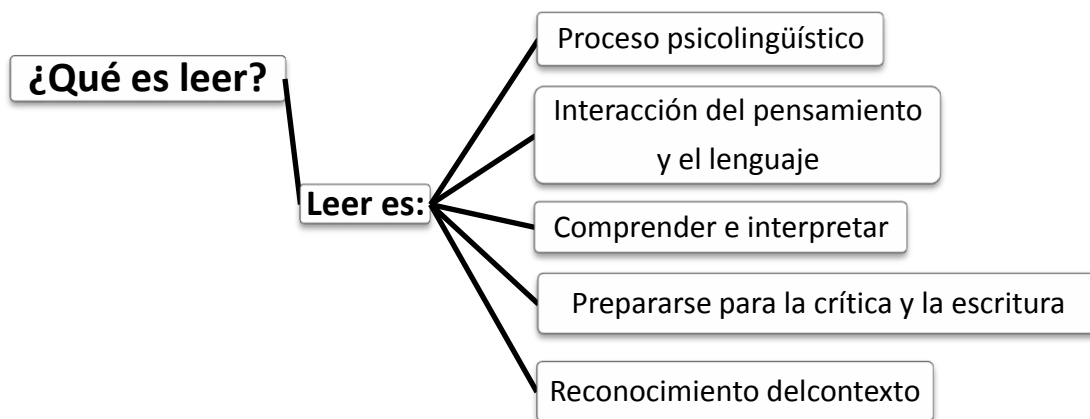 ¿Qué es leer?
Leer es:
Proceso psicolingüístico
Interacción del pensamiento
y el lenguaje
Comprender e interpretar
Prepararse para la crítica y la escritura
Reconocimiento delcontexto